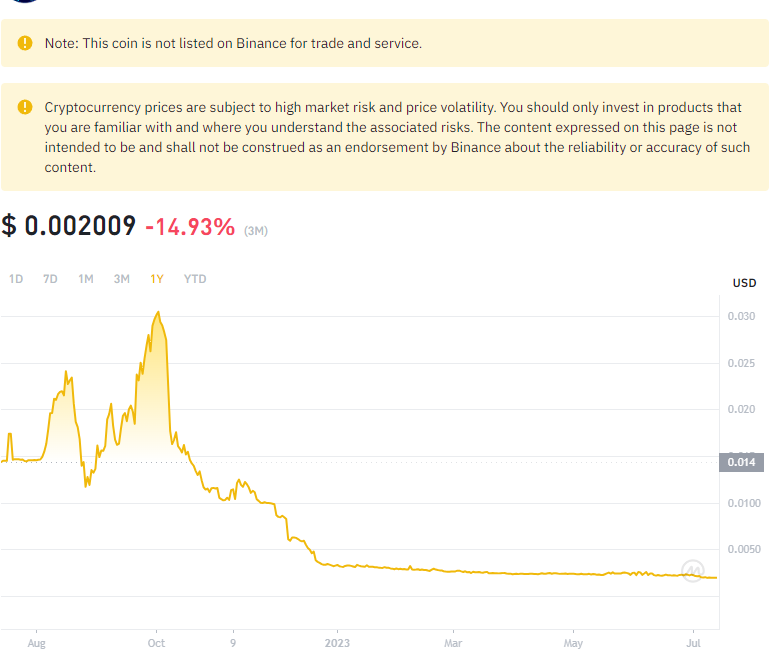 Note: This coin is not listed on Binance for trade and service.
Cryptocurrency prices are subject to high market risk and price volatility. You should only invest in products that
you are familiar with and where you understand the associated risks. The content expressed on this page is not
intended to be and shall not be construed as an endorsement by Binance about the reliability or accuracy of such
content.
$ 0.002009 -14.93% (3M)
1D 7D 1M 3M 1Y YTD
USD
0.030
0.025
0.020
0.014
0.0100
0.0050
Aug Oct 9 2023 Mar May Jul